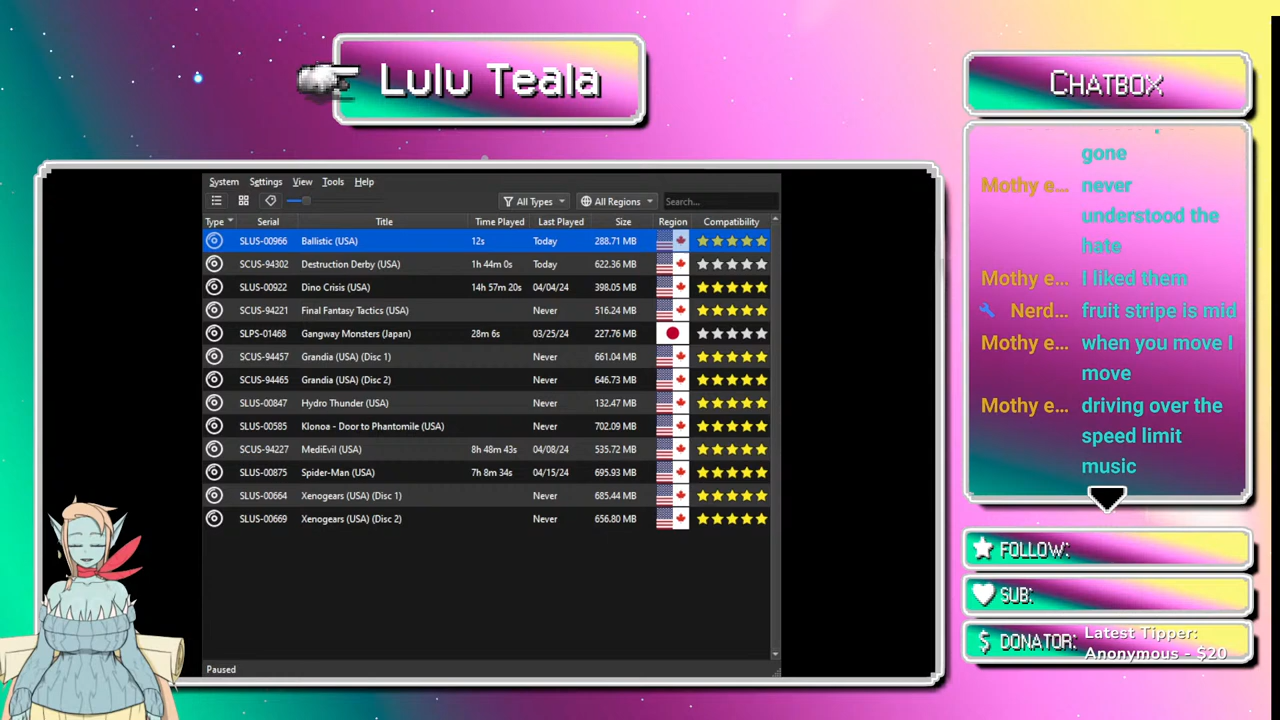 Lulu Teala
System Settings View Tools Help
All Types All Regions Search...
Type Serial Title Time Played Last Played Size Region Compatibility
SLUS-00966 Ballistic (USA) 12s Today 288.71 MB
SCUS-94302 Destruction Derby (USA) 1h 44m 0s Today 622.36 MB
SLUS-00922 Dino Crisis (USA) 14h 57m 20s 04/04/24 398.05 MB
SCUS-94221 Final Fantasy Tactics (USA) Never 516.24 MB
SLPS-01468 Gangway Monsters (Japan) 28m 6s 03/25/24 227.76 MB
SCUS-94457 Grandia (USA) (Disc 1) Never 661.04 MB
SCUS-94465 Grandia (USA) (Disc 2) Never 646.73 MB
SLUS-00847 Hydro Thunder (USA) Never 132.47 MB
SLUS-00585 Klonoa - Door to Phantomile (USA) Never 702.09 MB
SCUS-94227 MediEvil (USA) 8h 48m 43s 04/08/24 535.72 MB
SLUS-00875 Spider-Man (USA) 7h 8m 34s 04/15/24 695.93 MB
SLUS-00664 Xenogears (USA) (Disc 1) Never 685.44 MB
SLUS-00669 Xenogears (USA) (Disc 2) Never 656.80 MB
Paused
Chatbox
gone
Mothy e... never
understood the
hate
Mothy e... I liked them
Nerd... fruit stripe is mid
Mothy e... when you move I
move
Mothy e... driving over the
speed limit
music
Follow:
Sub:
$ Donator: Latest Tipper:
Anonymous - $20